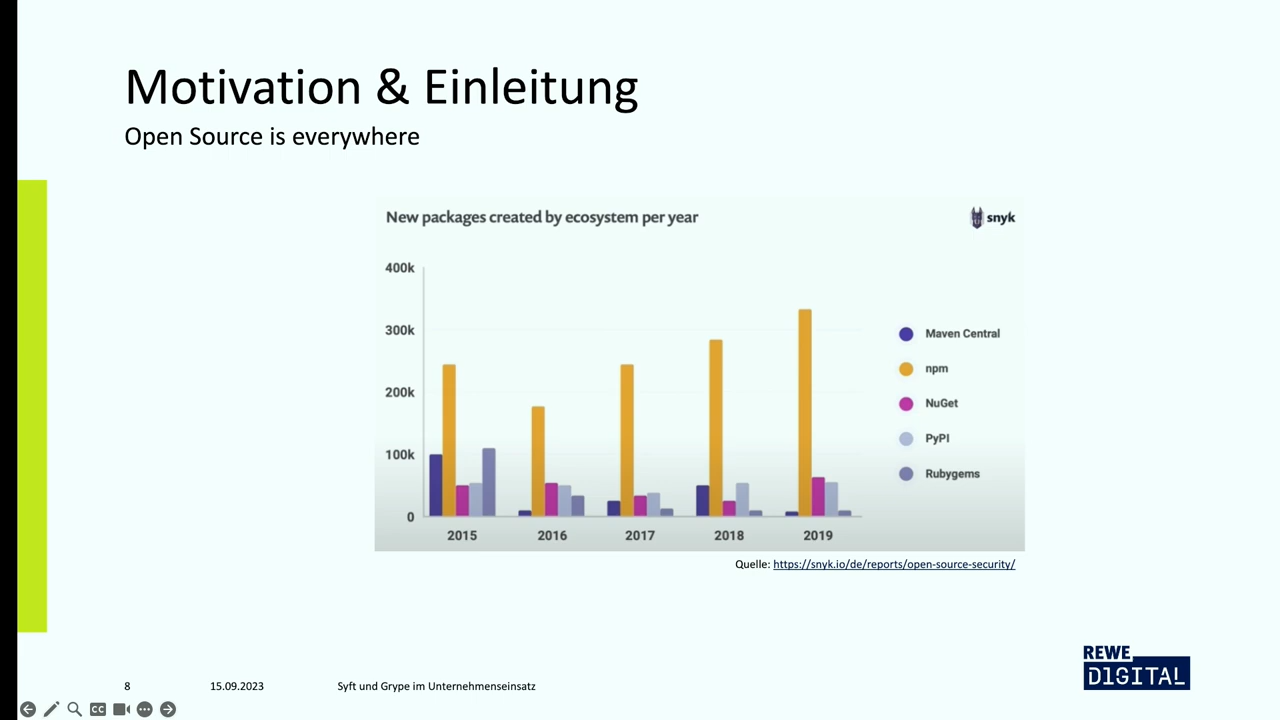 Motivation & Einleitung
Open Source is everywhere
New packages created by ecosystem per year
snyk
400k
300k
200k
100k
0
2015 2016 2017 2018 2019
Maven Central
npm
NuGet
PyPI
Rubygems
Quelle: https://snyk.io/de/reports/open-source-security/
REWE
DIGITAL
8 15.09.2023 Syft und Grype im Unternehmenseinsatz
CC